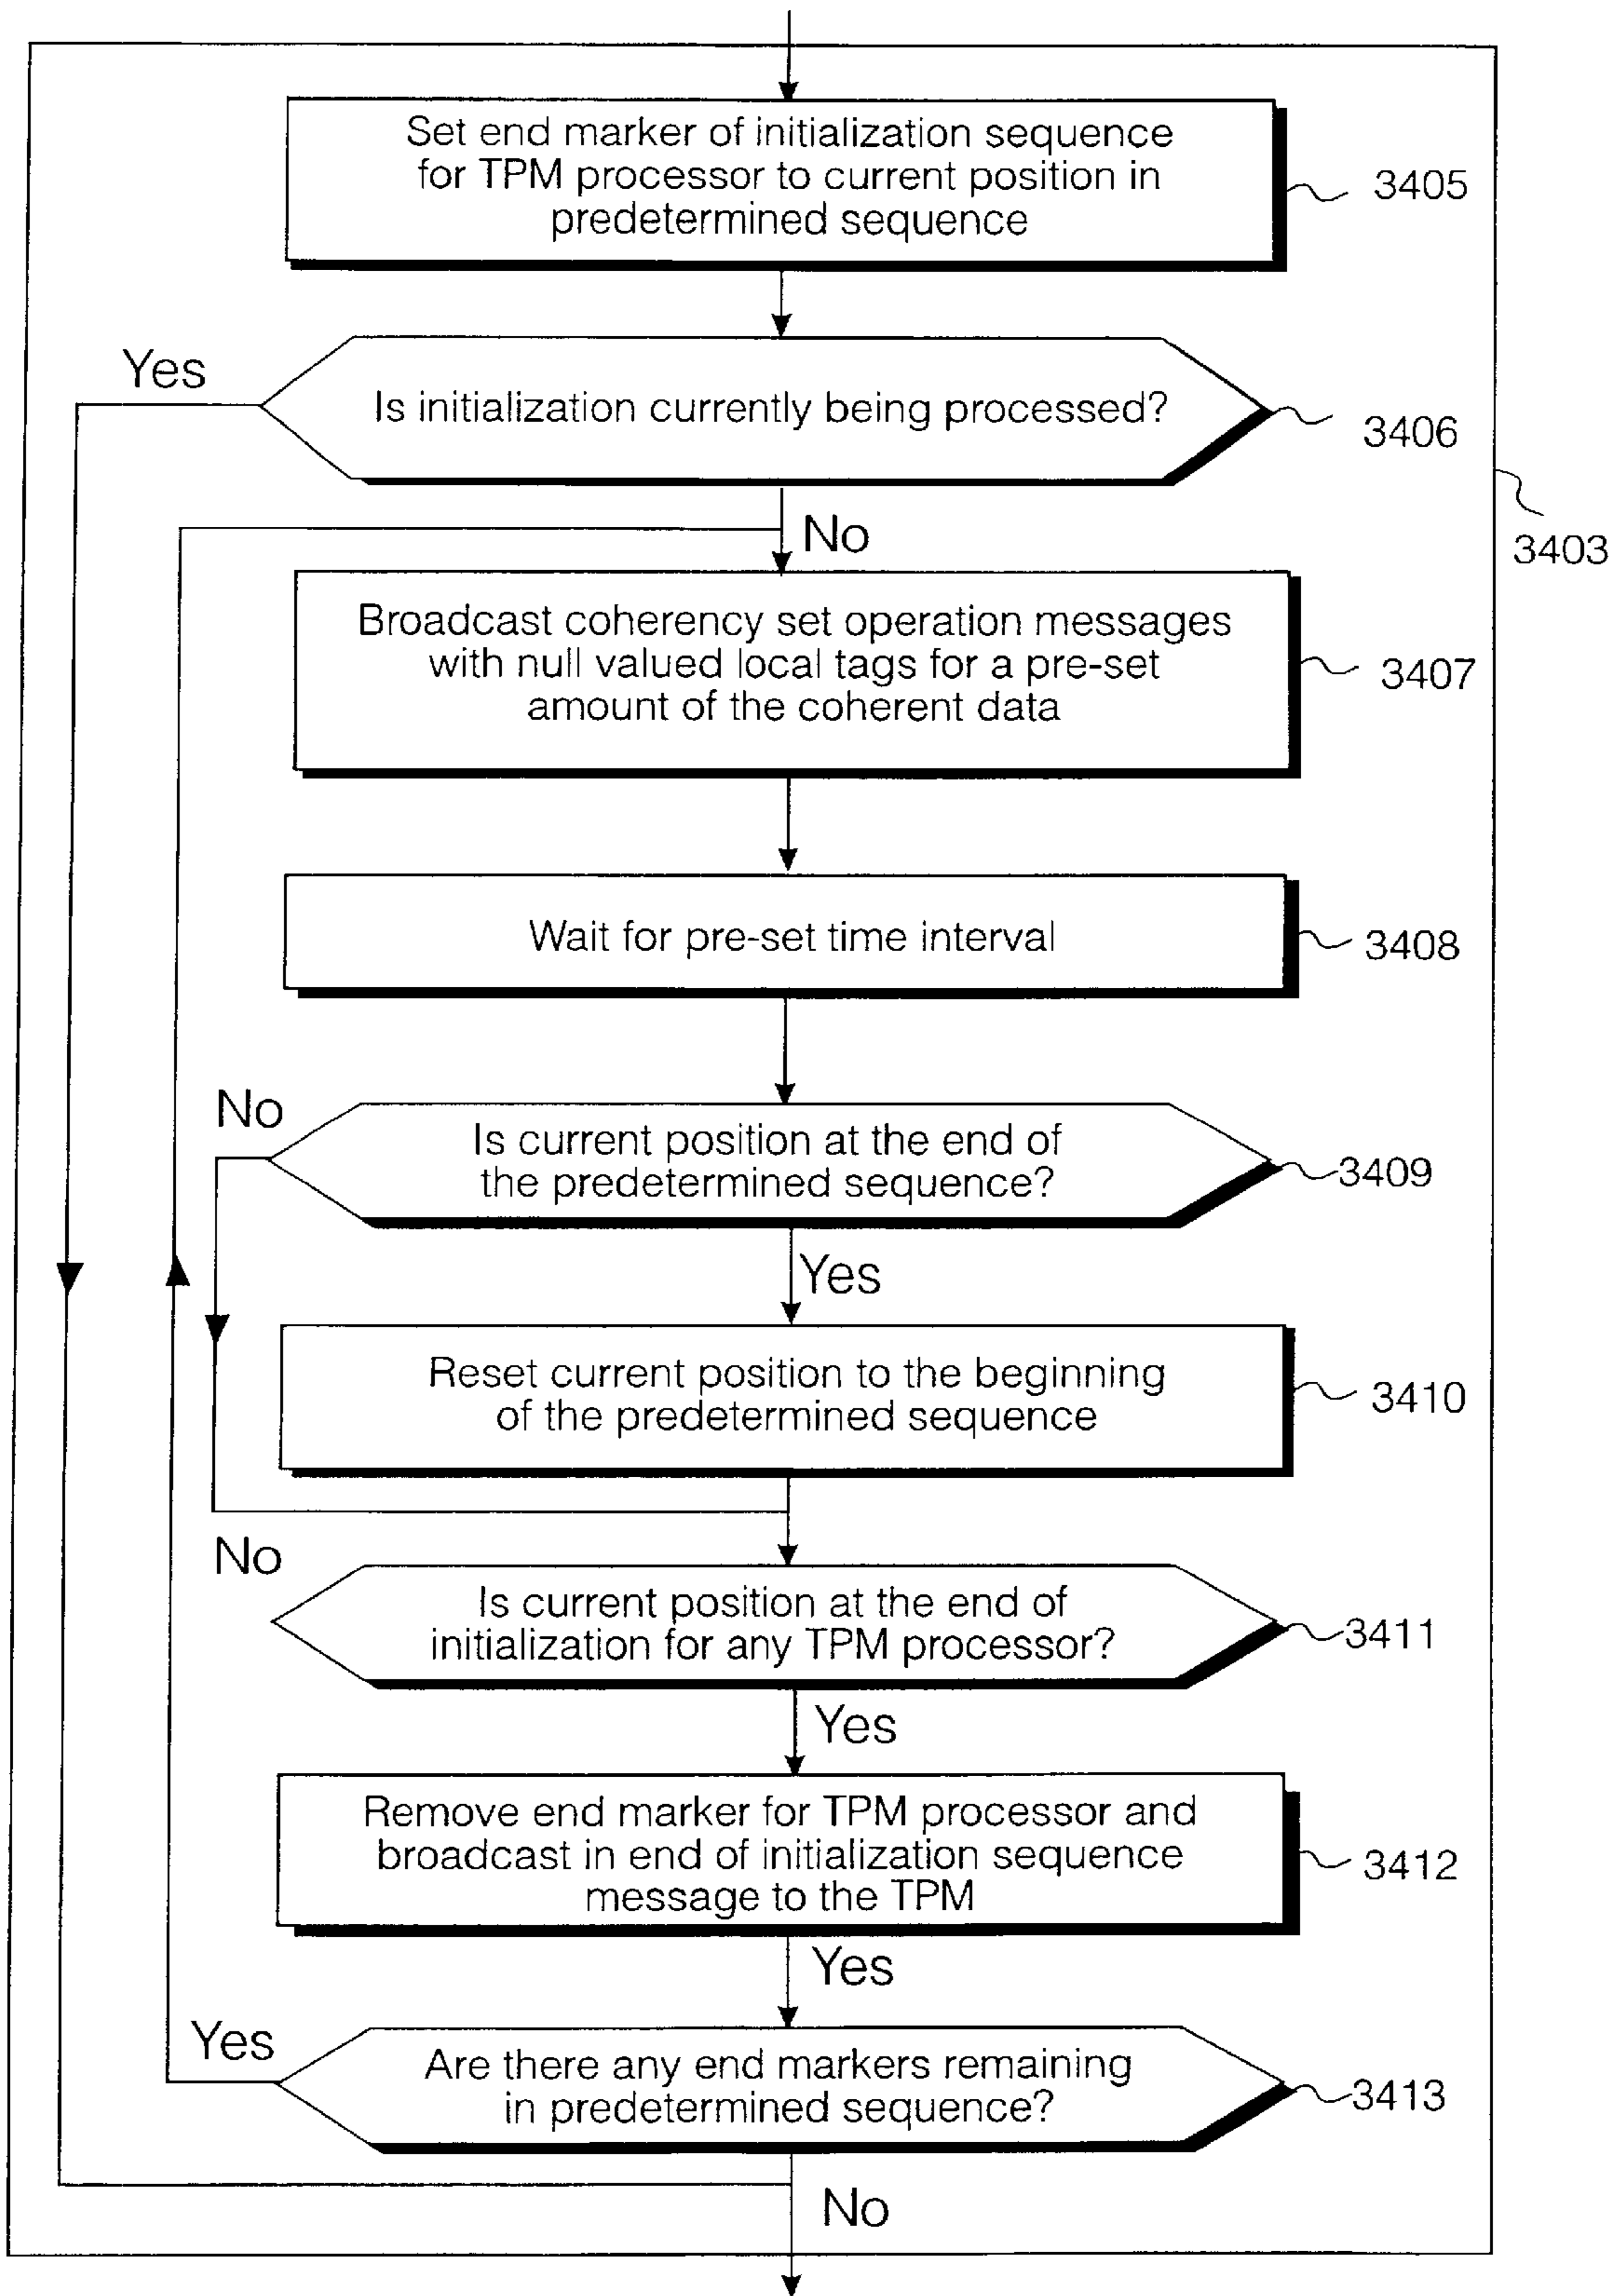 Set end marker of initialization sequence
for TPM processor to current position in
predetermined sequence
3405
Yes
Is initialization currently being processed?
3406
No
3403
Broadcast coherency set operation messages
with null valued local tags for a pre-set
amount of the coherent data
3407
Wait for pre-set time interval
3408
No
Is current position at the end of
the predetermined sequence?
3409
Yes
Reset current position to the beginning
of the predetermined sequence
3410
No
Is current position at the end of
initialization for any TPM processor?
3411
Yes
Remove end marker for TPM processor and
broadcast in end of initialization sequence
message to the TPM
3412
Yes
Yes
Are there any end markers remaining
in predetermined sequence?
3413
No